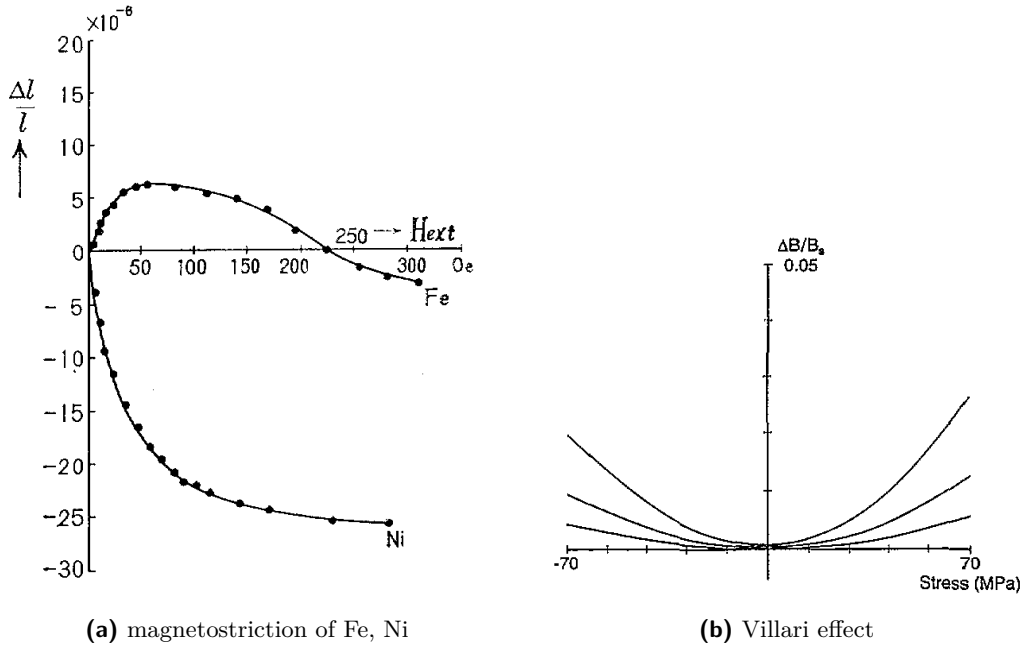 ×10⁻⁶
20
15
10
5
0
−5
−10
−15
−20
−25
−30
Δl
l
50
100
150
200
250 → Hext
300
Oe
Fe
Ni
(a) magnetostriction of Fe, Ni
ΔB/Bₛ
0.05
-70
70
Stress (MPa)
(b) Villari effect